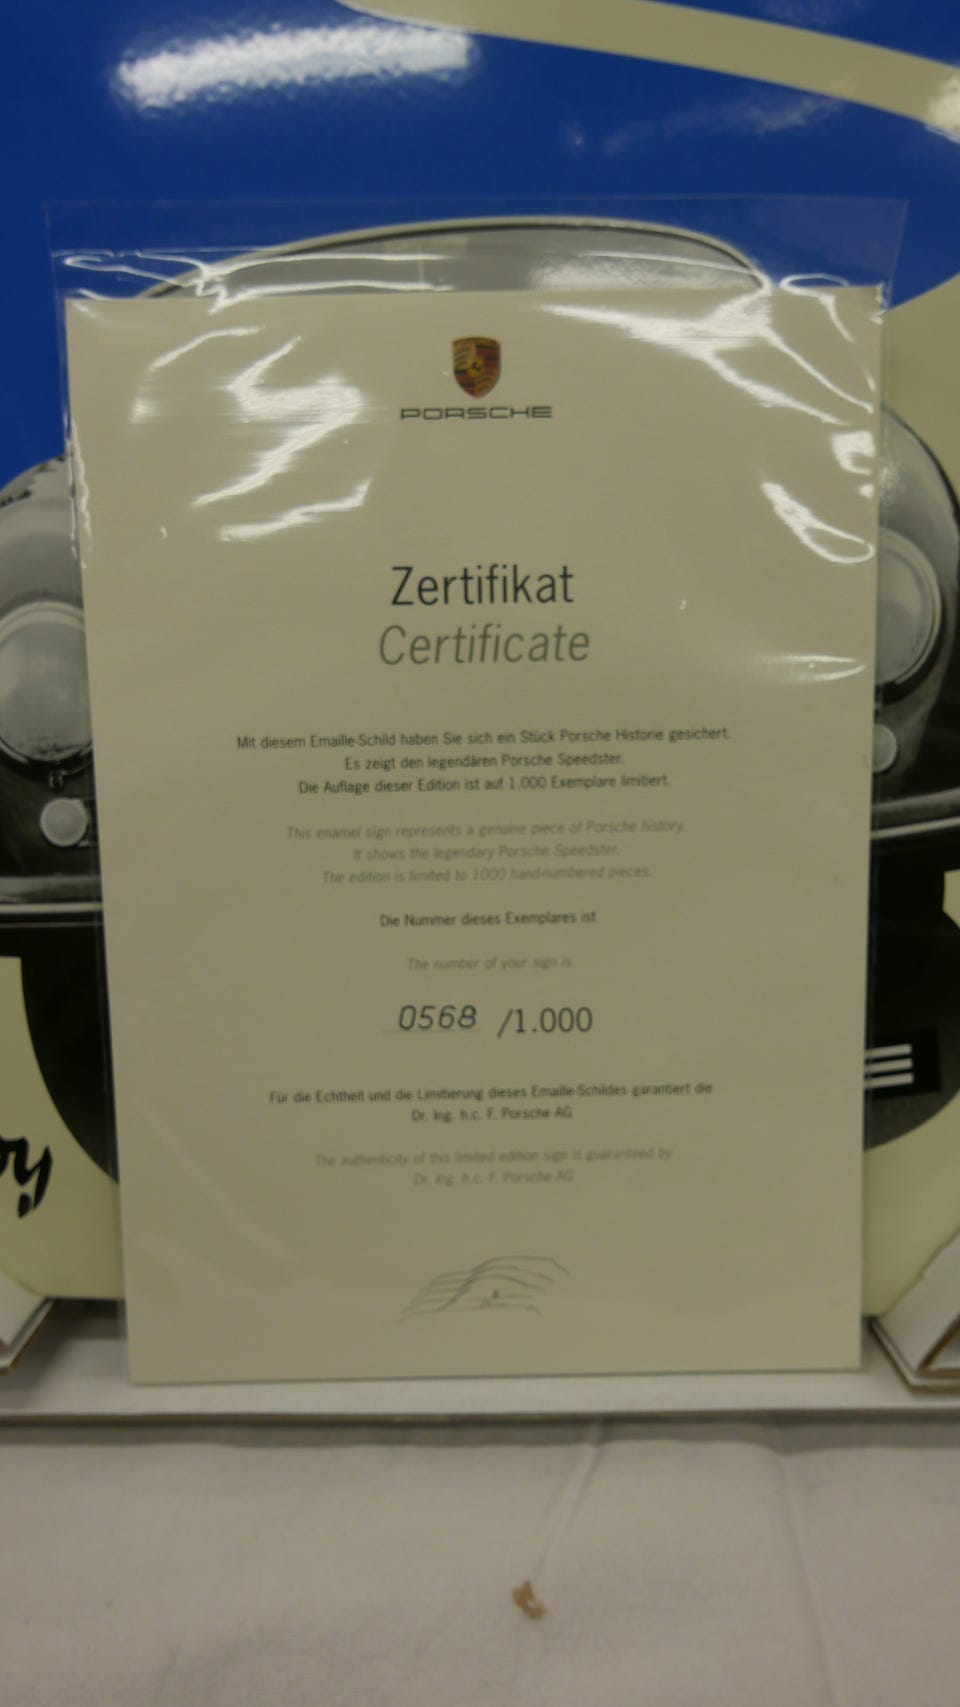 PORSCHE
Zertifikat
Certificate
Mit diesem Emaille-Schild haben Sie sich ein Stück Porsche Historie gesichert.
Es zeigt den legendären Porsche Speedster.
Die Auflage dieser Edition ist auf 1.000 Exemplare limitiert.
This enamel sign represents a genuine piece of Porsche history.
It shows the legendary Porsche Speedster.
The edition is limited to 1000 hand-numbered pieces.
Die Nummer dieses Exemplares ist
The number of your sign is
0568 /1.000
Für die Echtheit und die Limitierung dieses Emaille-Schildes garantiert die
Dr. Ing. h.c. F. Porsche AG
The authenticity of this limited edition sign is guaranteed by
Dr. Ing. h.c. F. Porsche AG